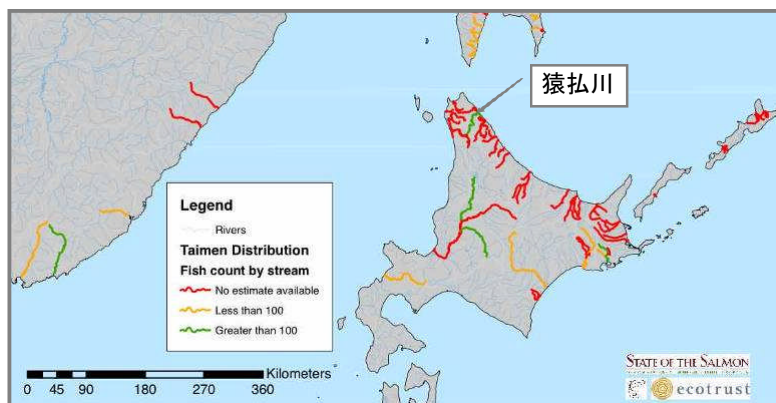 猿払川
Legend
Rivers
Taimen Distribution
Fish count by stream
No estimate available
Less than 100
Greater than 100
Kilometers
0 45 90 180 270 360
STATE OF THE SALMON
ecotrust